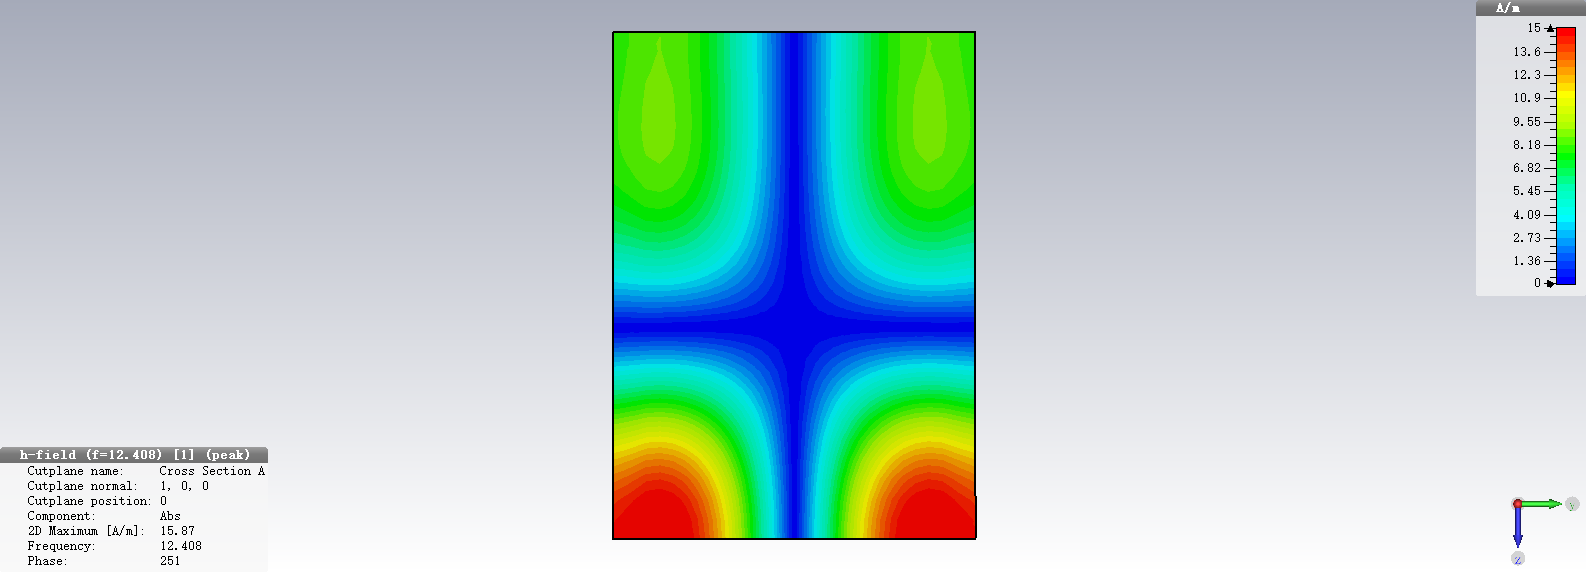 A/m
15
13.6
12.3
10.9
9.55
8.18
6.82
5.45
4.09
2.73
1.36
0
h-field (f=12.408) [1] (peak)
Cutplane name: Cross Section A
Cutplane normal: 1, 0, 0
Cutplane position: 0
Component: Abs
2D Maximum [A/m]: 15.87
Frequency: 12.408
Phase: 251
y
z